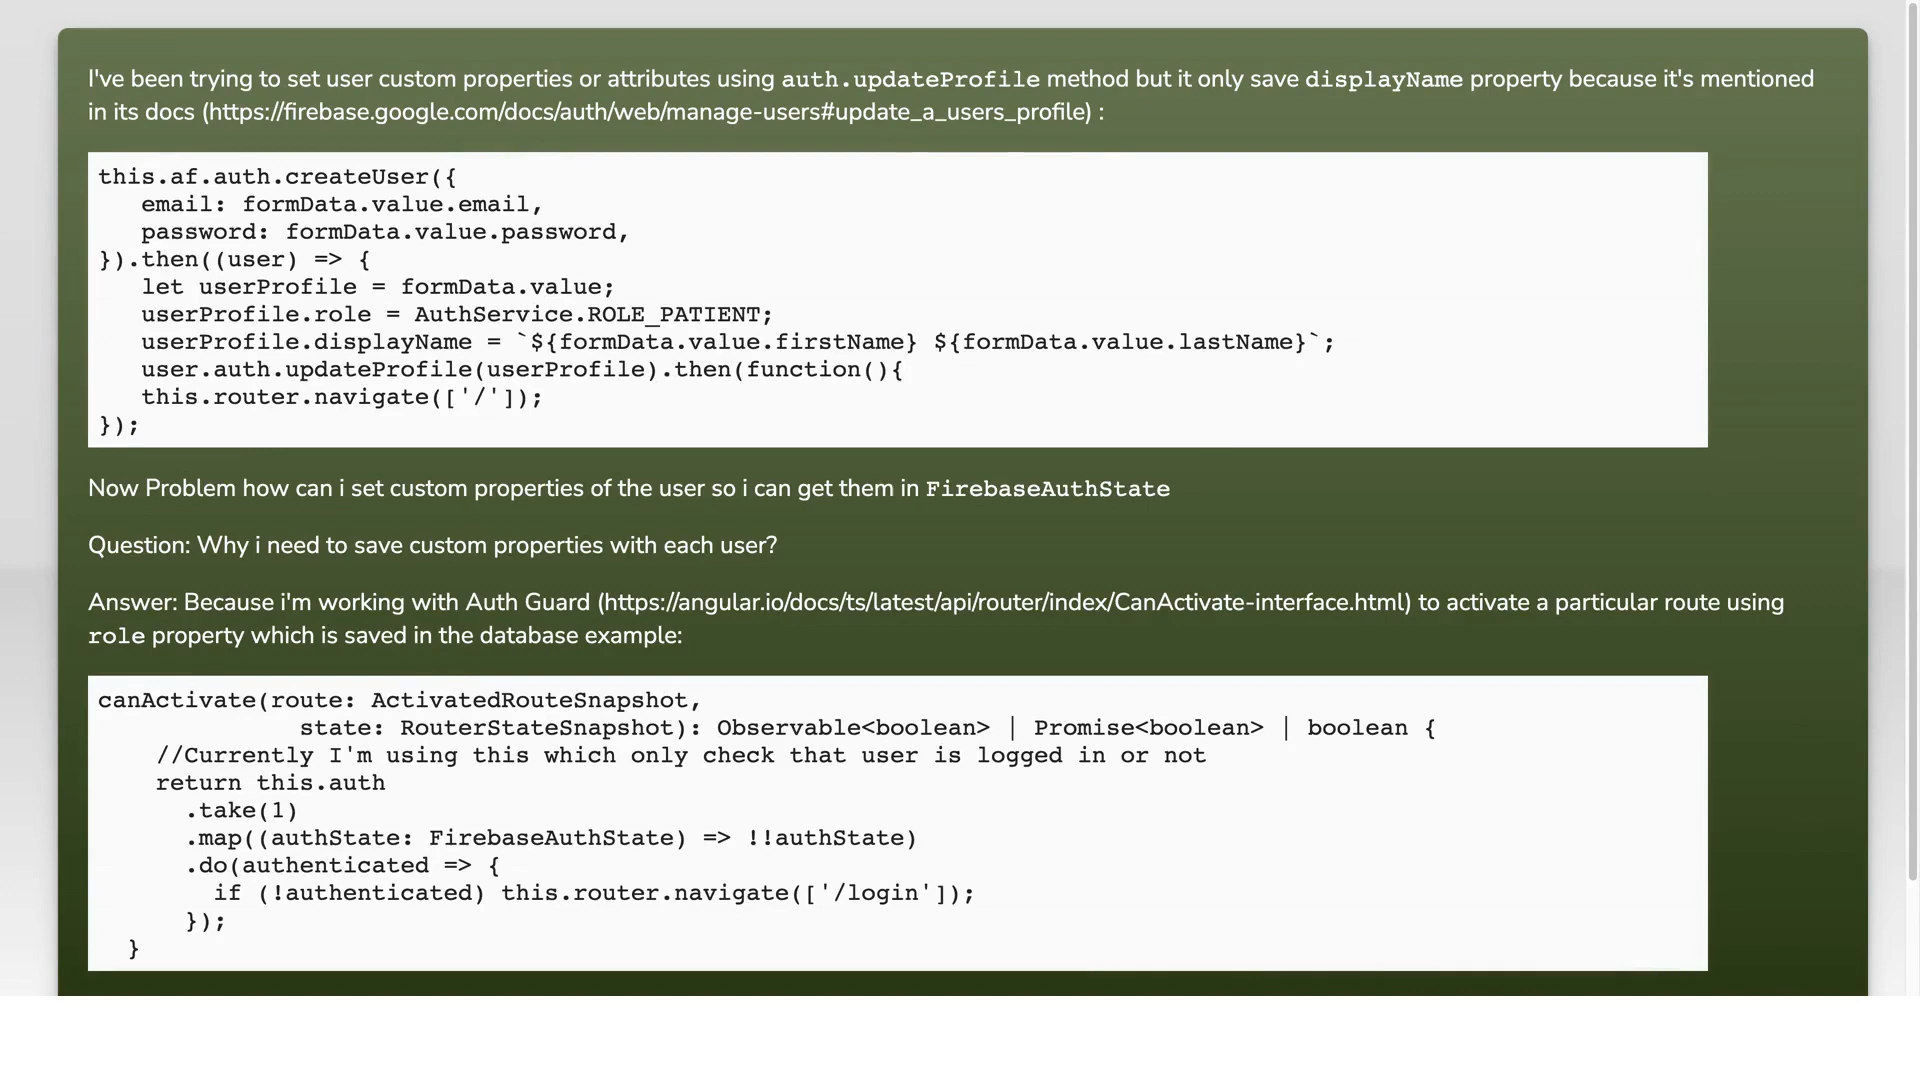 I've been trying to set user custom properties or attributes using auth.updateProfile method but it only save displayName property because it's mentioned
in its docs (https://firebase.google.com/docs/auth/web/manage-users#update_a_users_profile) :
this.af.auth.createUser({
   email: formData.value.email,
   password: formData.value.password,
}).then((user) => {
   let userProfile = formData.value;
   userProfile.role = AuthService.ROLE_PATIENT;
   userProfile.displayName = `${formData.value.firstName} ${formData.value.lastName}`;
   user.auth.updateProfile(userProfile).then(function(){
   this.router.navigate(['/']);
});
Now Problem how can i set custom properties of the user so i can get them in FirebaseAuthState
Question: Why i need to save custom properties with each user?
Answer: Because i'm working with Auth Guard (https://angular.io/docs/ts/latest/api/router/index/CanActivate-interface.html) to activate a particular route using
role property which is saved in the database example:
canActivate(route: ActivatedRouteSnapshot,
              state: RouterStateSnapshot): Observable<boolean> | Promise<boolean> | boolean {
    //Currently I'm using this which only check that user is logged in or not
    return this.auth
      .take(1)
      .map((authState: FirebaseAuthState) => !!authState)
      .do(authenticated => {
        if (!authenticated) this.router.navigate(['/login']);
      });
  }